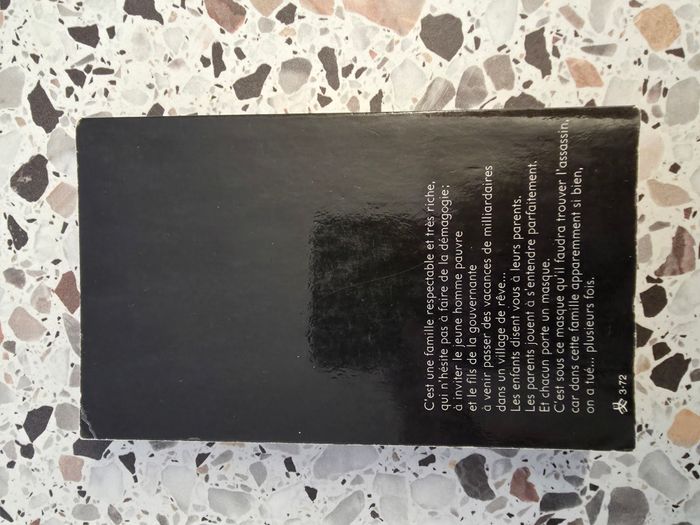 C'est une famille respectable et très riche,
qui n'hésite pas à faire de la démagogie;
à inviter le jeune homme pauvre
et le fils de la gouvernante
à venir passer des vacances de milliardaires
dans un village de rêve...
Les enfants disent vous à leurs parents.
Les parents jouent à s'entendre parfaitement.
Et chacun porte un masque.
C'est sous ce masque qu'il faudra trouver l'assassin,
car dans cette famille apparemment si bien,
on a tué... plusieurs fois.
3-72